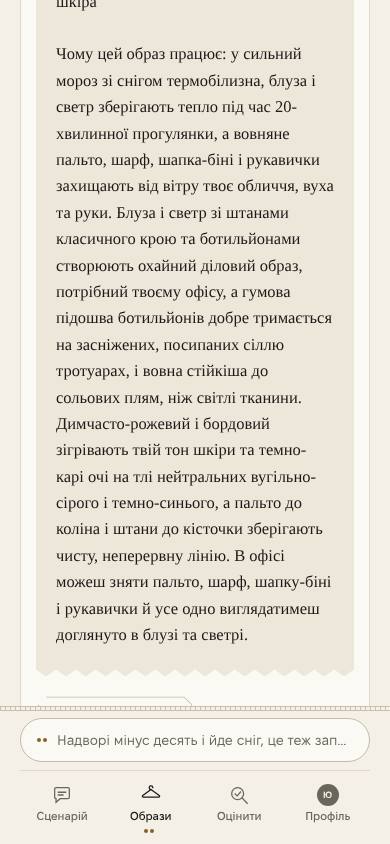 шкіра
Чому цей образ працює: у сильний
мороз зі снігом термобілизна, блуза і
светр зберігають тепло під час 20-
хвилинної прогулянки, а вовняне
пальто, шарф, шапка-біні і рукавички
захищають від вітру твоє обличчя, вуха
та руки. Блуза і светр зі штанами
класичного крою та ботильйонами
створюють охайний діловий образ,
потрібний твоєму офісу, а гумова
підошва ботильйонів добре тримається
на засніжених, посипаних сіллю
тротуарах, і вовна стійкіша до
сольових плям, ніж світлі тканини.
Димчасто-рожевий і бордовий
зігрівають твій тон шкіри та темно-
карі очі на тлі нейтральних вугільно-
сірого і темно-синього, а пальто до
коліна і штани до кісточки зберігають
чисту, неперервну лінію. В офісі
можеш зняти пальто, шарф, шапку-біні
і рукавички й усе одно виглядатимеш
доглянуто в блузі та светрі.
Надворі мінус десять і йде сніг, це теж зап...
Сценарій
Образи
Оцінити
Ю
Профіль